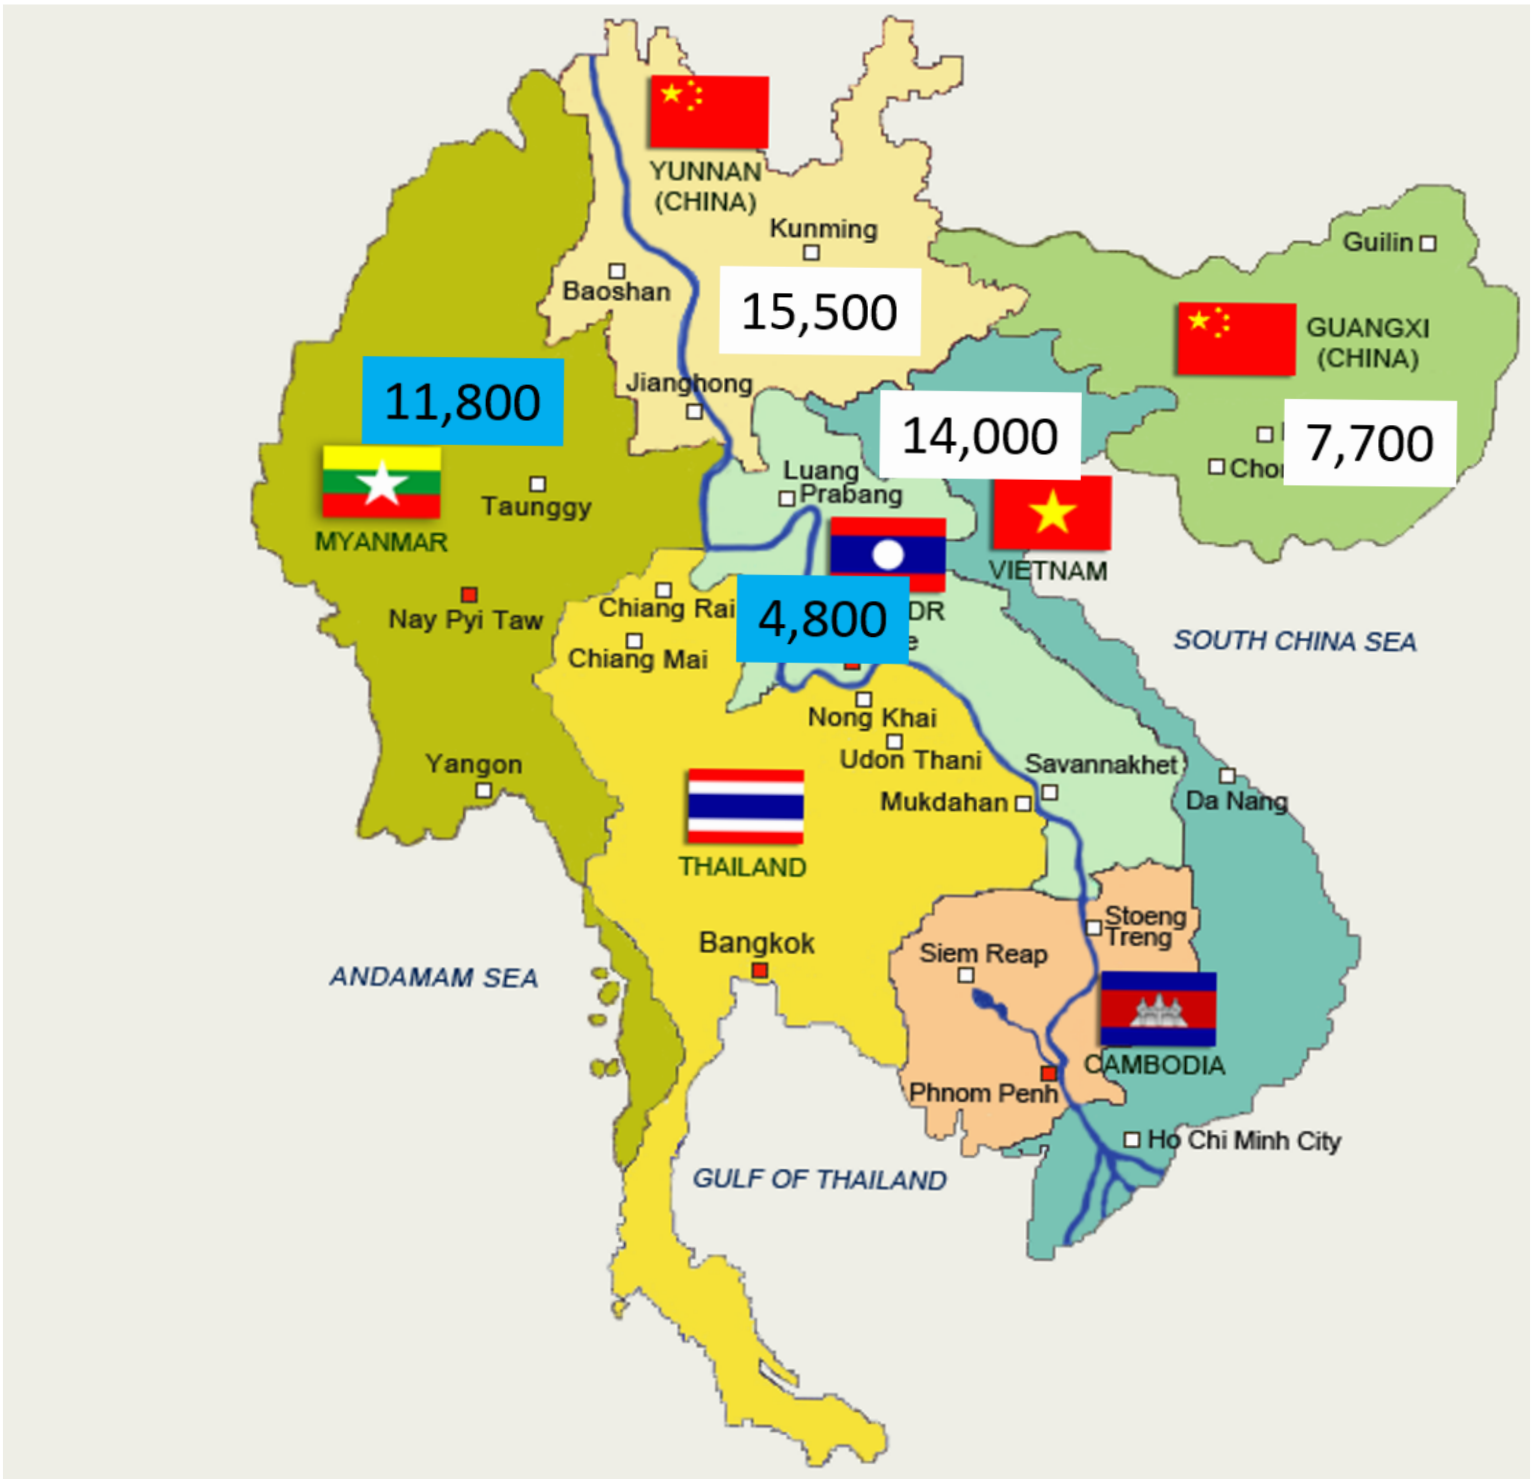 YUNNAN
(CHINA)
Kunming
Guilin
Baoshan
15,500
GUANGXI
(CHINA)
Jianghong
11,800
14,000
7,700
Luang
Prabang
Taunggy
MYANMAR
VIETNAM
Nay Pyi Taw
Chiang Rai
4,800
DR
SOUTH CHINA SEA
Chiang Mai
Nong Khai
Udon Thani
Yangon
Savannakhet
Mukdahan
Da Nang
THAILAND
Stoeng
Treng
Bangkok
Siem Reap
ANDAMAM SEA
CAMBODIA
Phnom Penh
Ho Chi Minh City
GULF OF THAILAND